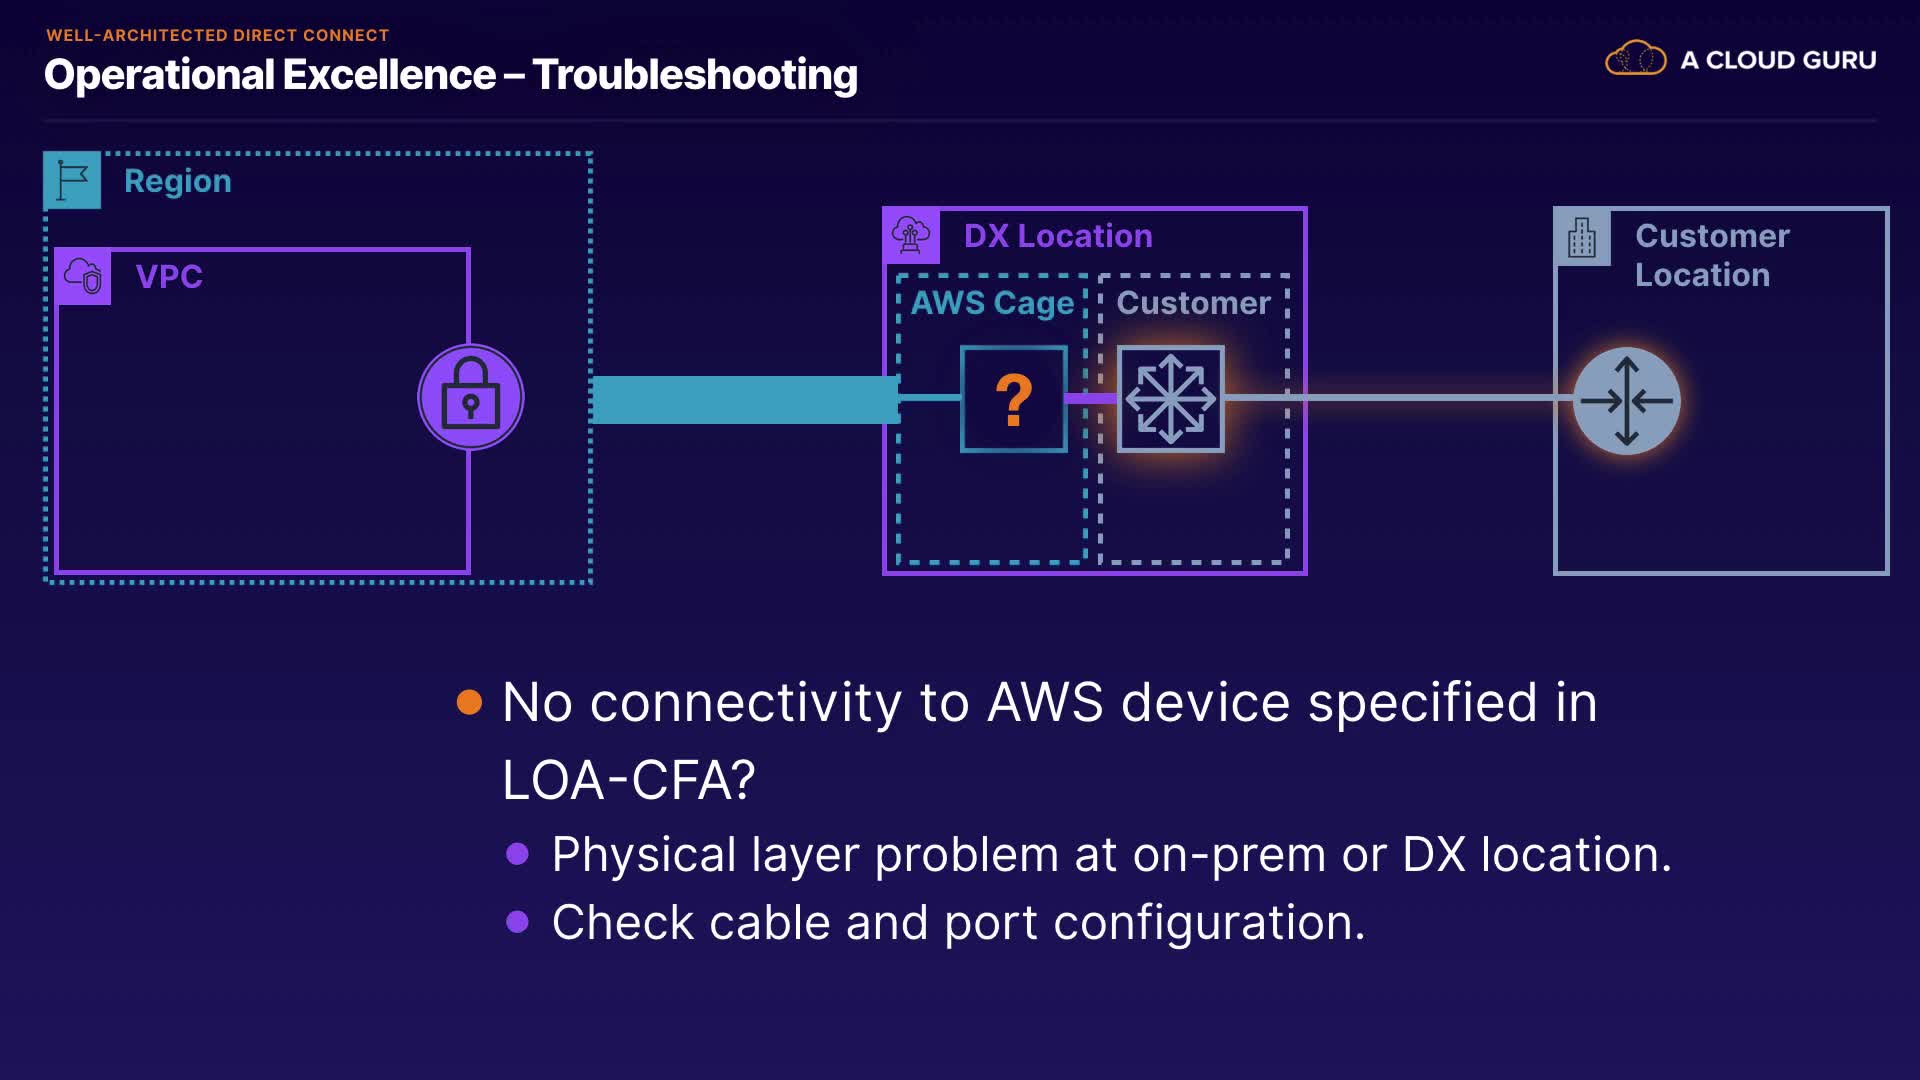 WELL-ARCHITECTED DIRECT CONNECT
Operational Excellence – Troubleshooting
A CLOUD GURU
Region
VPC
DX Location
AWS Cage
Customer
?
Customer
Location
No connectivity to AWS device specified in
LOA-CFA?
Physical layer problem at on-prem or DX location.
Check cable and port configuration.